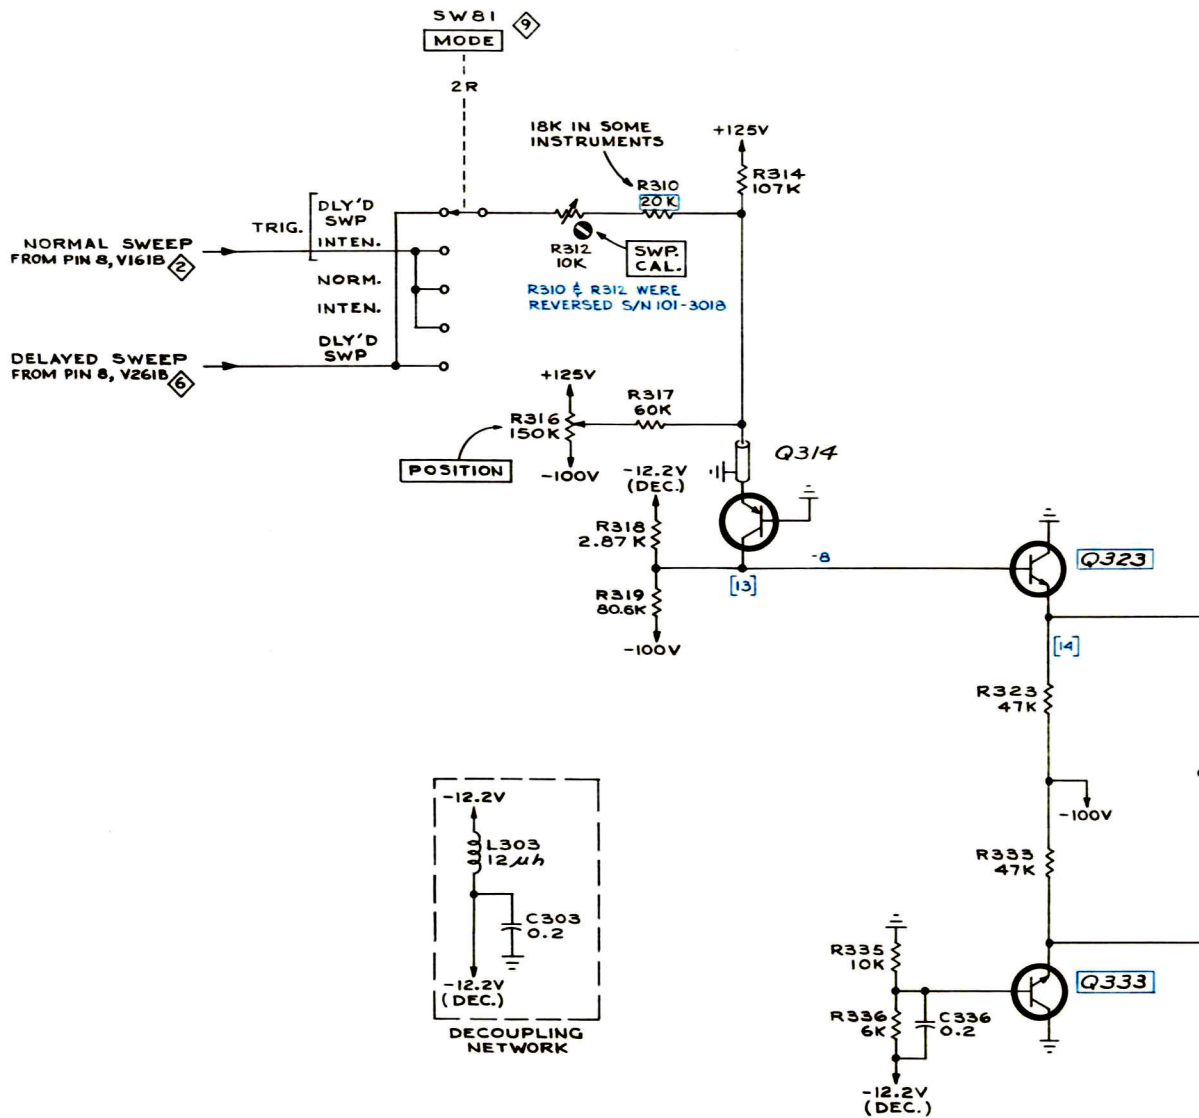 SW81
9
MODE
2R
18K IN SOME
INSTRUMENTS
+125V
R314
107K
R310
20K
TRIG.
DLY'D
SWP
INTEN.
NORM.
INTEN.
DLY'D
SWP
NORMAL SWEEP
FROM PIN 8, V161B
2
R312
10K
SWP.
CAL.
R310 & R312 WERE
REVERSED S/N 101-3018
DELAYED SWEEP
FROM PIN 8, V261B
6
+125V
R316
150K
R317
60K
POSITION
-100V
Q314
-12.2V
(DEC.)
R318
2.87K
-8
[13]
R319
80.6K
-100V
Q323
[14]
R323
47K
-100V
R333
47K
-12.2V
L303
12μh
C303
0.2
-12.2V
(DEC.)
DECOUPLING
NETWORK
R335
10K
R336
6K
C336
0.2
Q333
-12.2V
(DEC.)